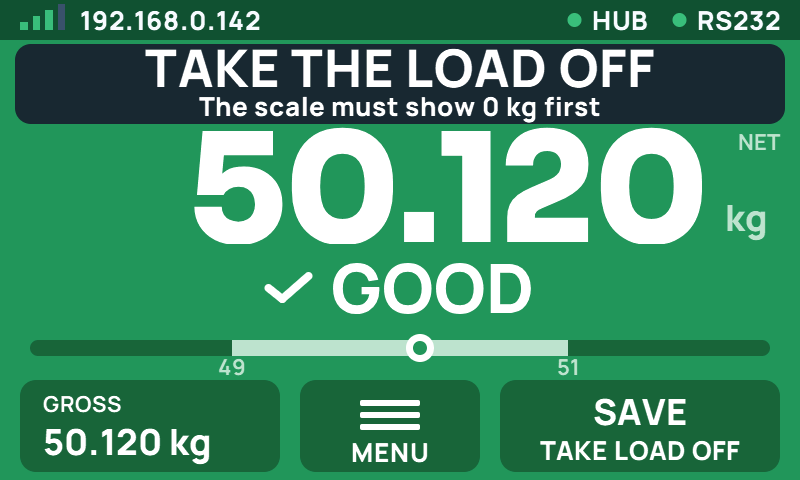 192.168.0.142
HUB
RS232
TAKE THE LOAD OFF
The scale must show 0 kg first
50.120
NET
kg
GOOD
49
51
GROSS
50.120 kg
MENU
SAVE
TAKE LOAD OFF